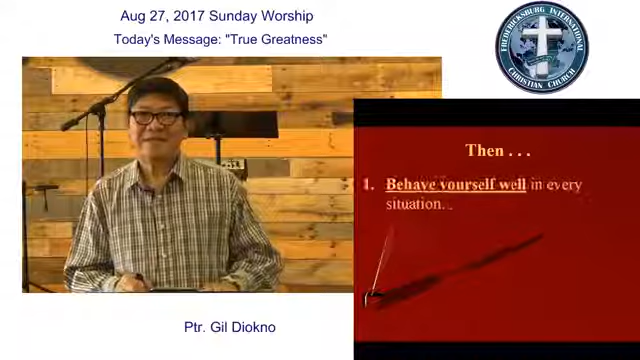 Aug 27, 2017 Sunday Worship
Today's Message: "True Greatness"
FREDERICKSBURG INTERNATIONAL
CHRISTIAN CHURCH
Then . . .
1. Behave yourself well in every
situation.
Ptr. Gil Diokno